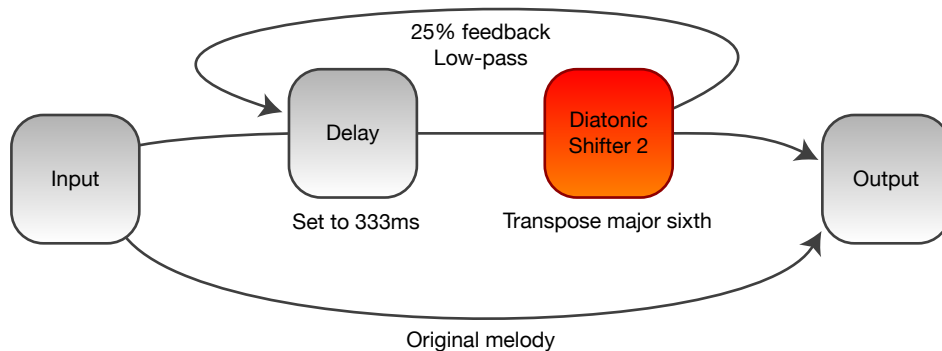 25% feedback
Low-pass
Input
Delay
Diatonic
Shifter 2
Output
Set to 333ms
Transpose major sixth
Original melody